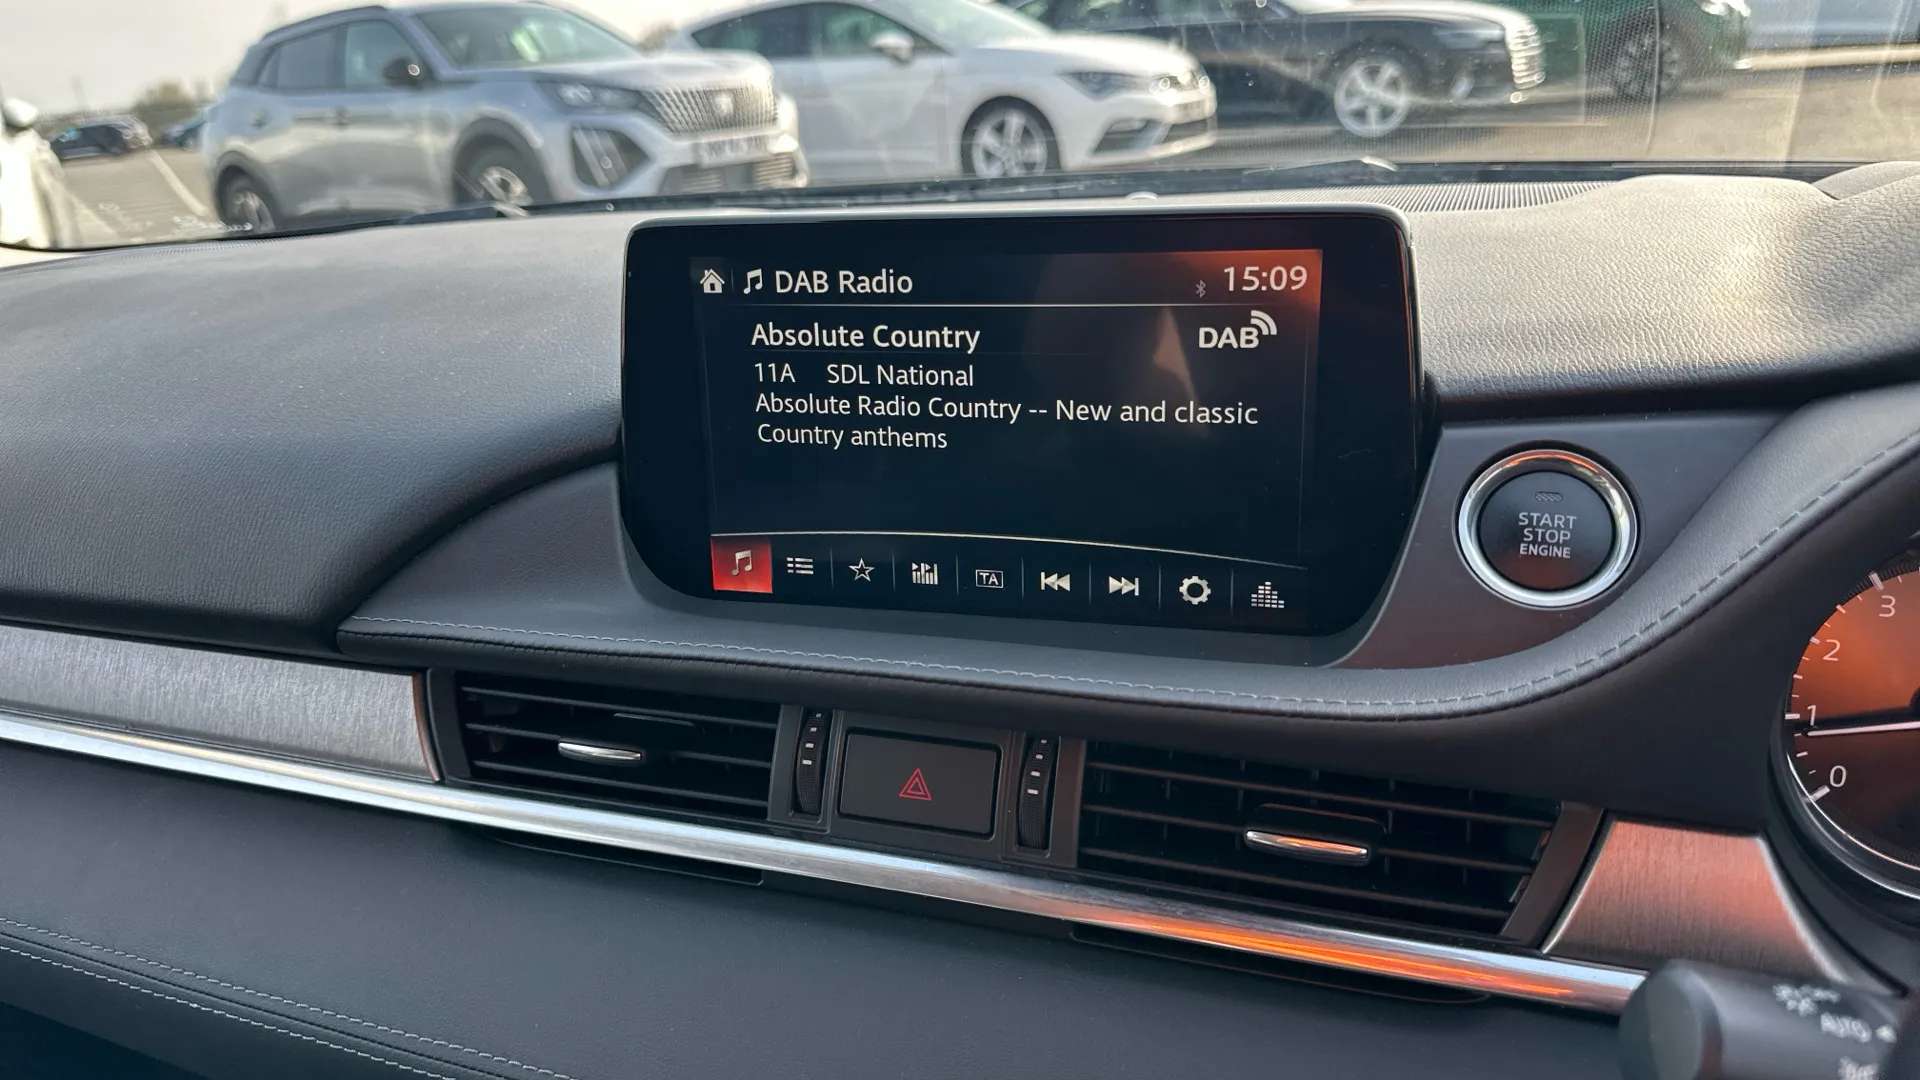 DAB Radio 15:09
Absolute Country DAB
11A SDL National
Absolute Radio Country -- New and classic
Country anthems
TA
START
STOP
ENGINE
3
2
1
0
AUTO